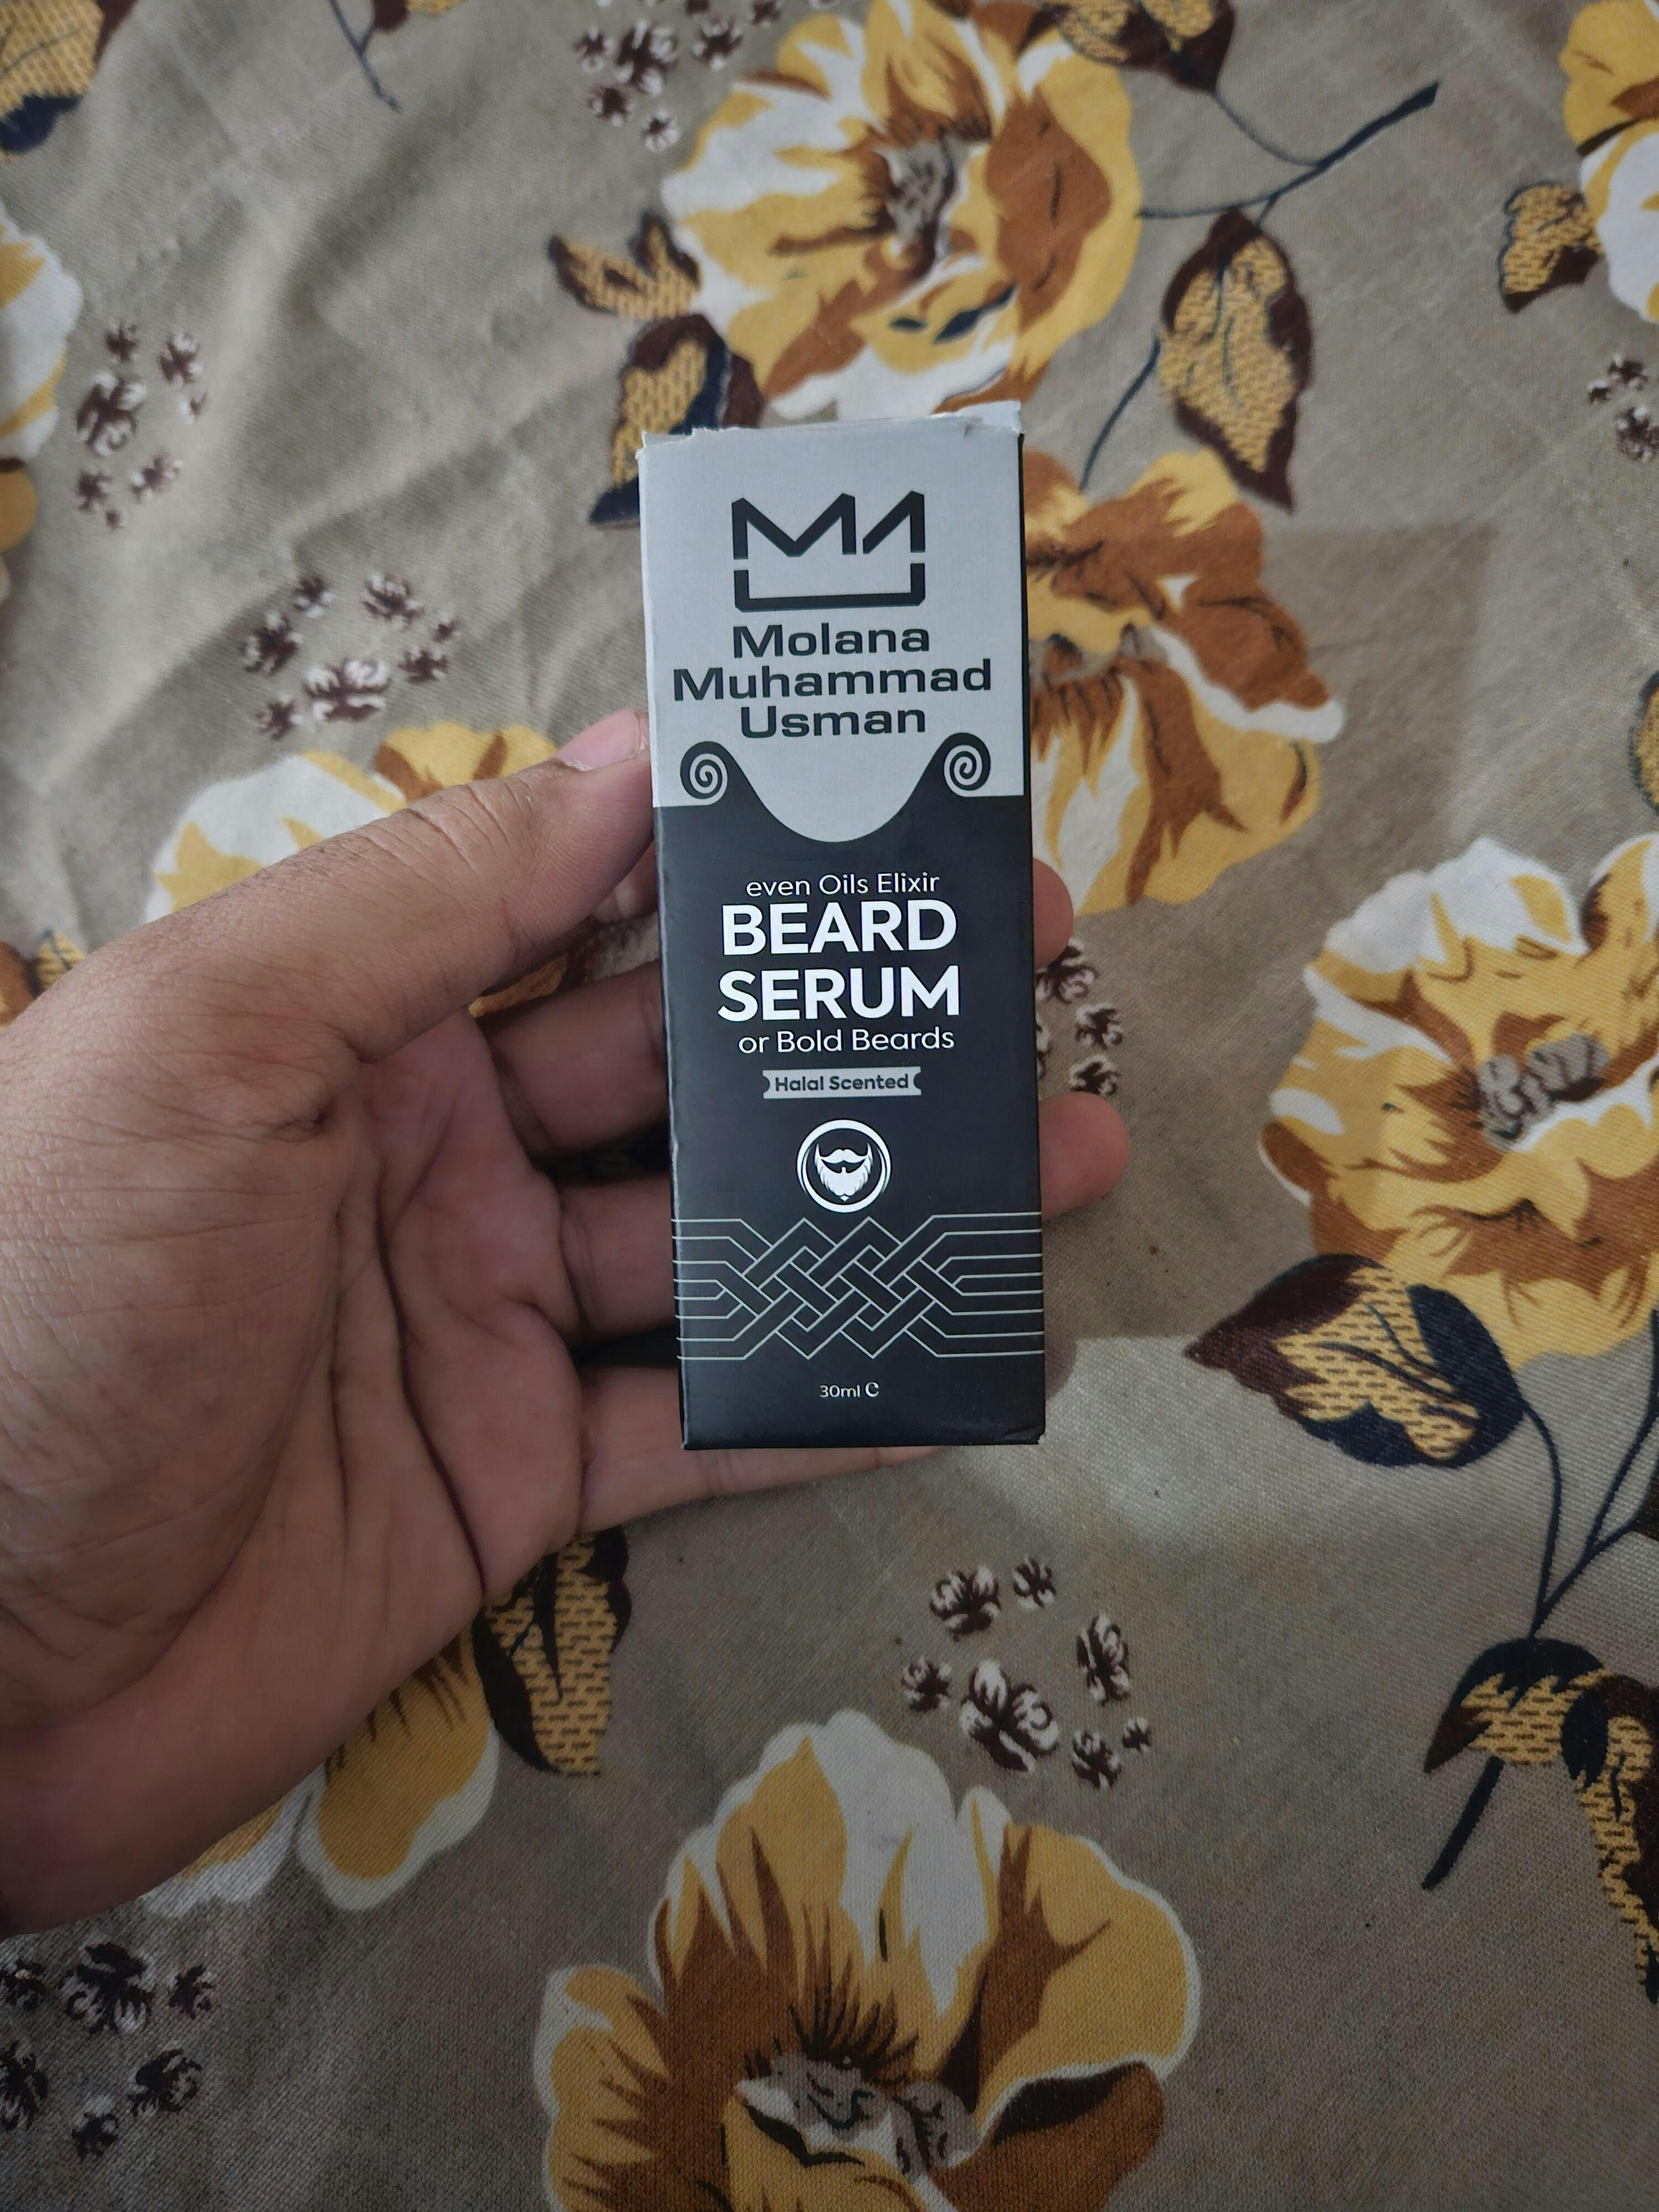 Molana
Muhammad
Usman
even Oils Elixir
BEARD
SERUM
or Bold Beards
Halal Scented
30ml ℮